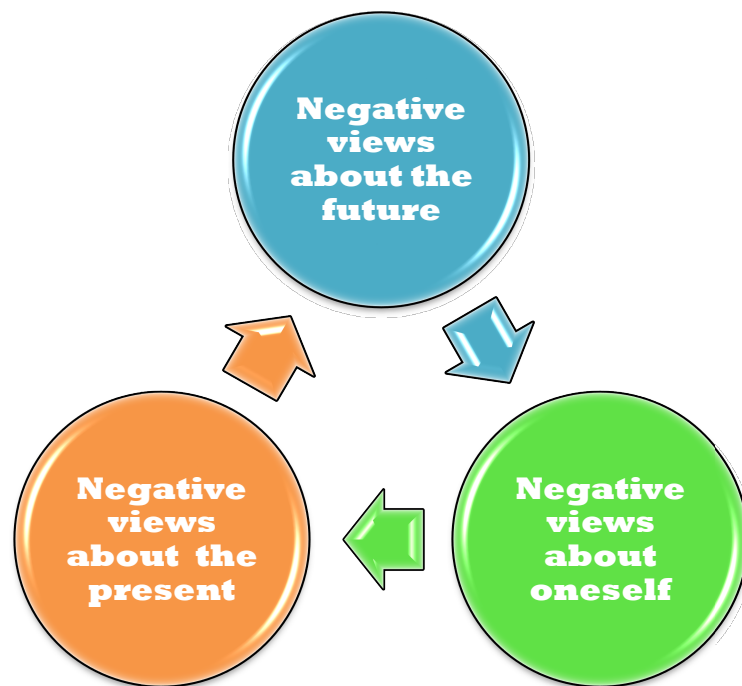 Negative
views
about the
future
Negative
views
about the
present
Negative
views
about
oneself